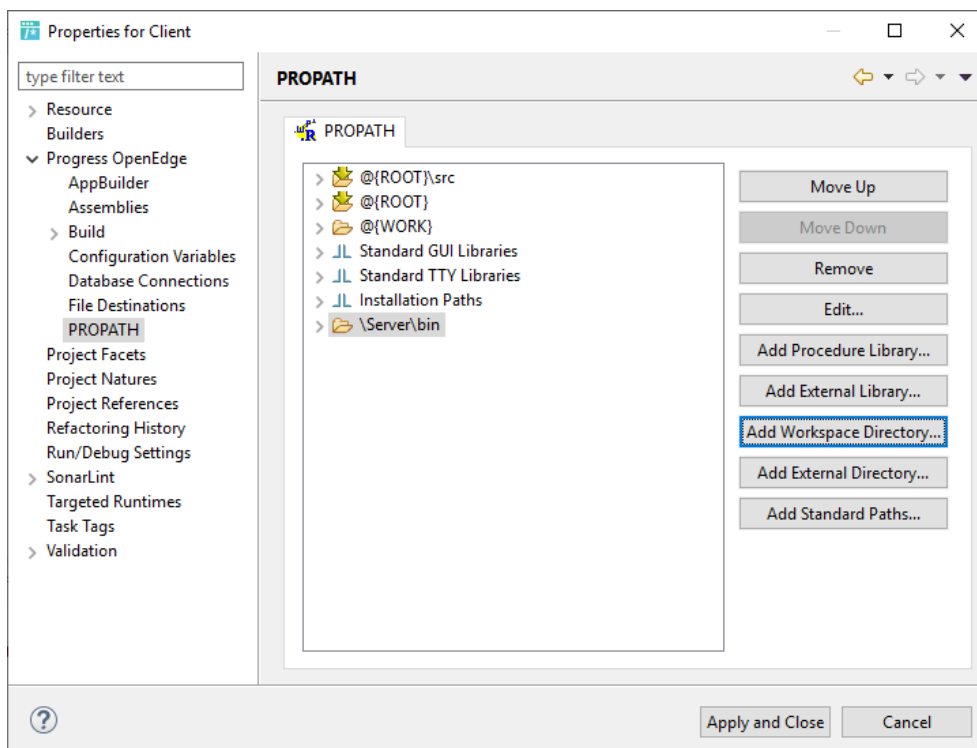 Properties for Client
type filter text
Resource
Builders
Progress OpenEdge
AppBuilder
Assemblies
Build
Configuration Variables
Database Connections
File Destinations
PROPATH
Project Facets
Project Natures
Project References
Refactoring History
Run/Debug Settings
SonarLint
Targeted Runtimes
Task Tags
Validation
PROPATH
PROPATH
@{ROOT}\src
@{ROOT}
@{WORK}
Standard GUI Libraries
Standard TTY Libraries
Installation Paths
\Server\bin
Move Up
Move Down
Remove
Edit...
Add Procedure Library...
Add External Library...
Add Workspace Directory...
Add External Directory...
Add Standard Paths...
Apply and Close
Cancel